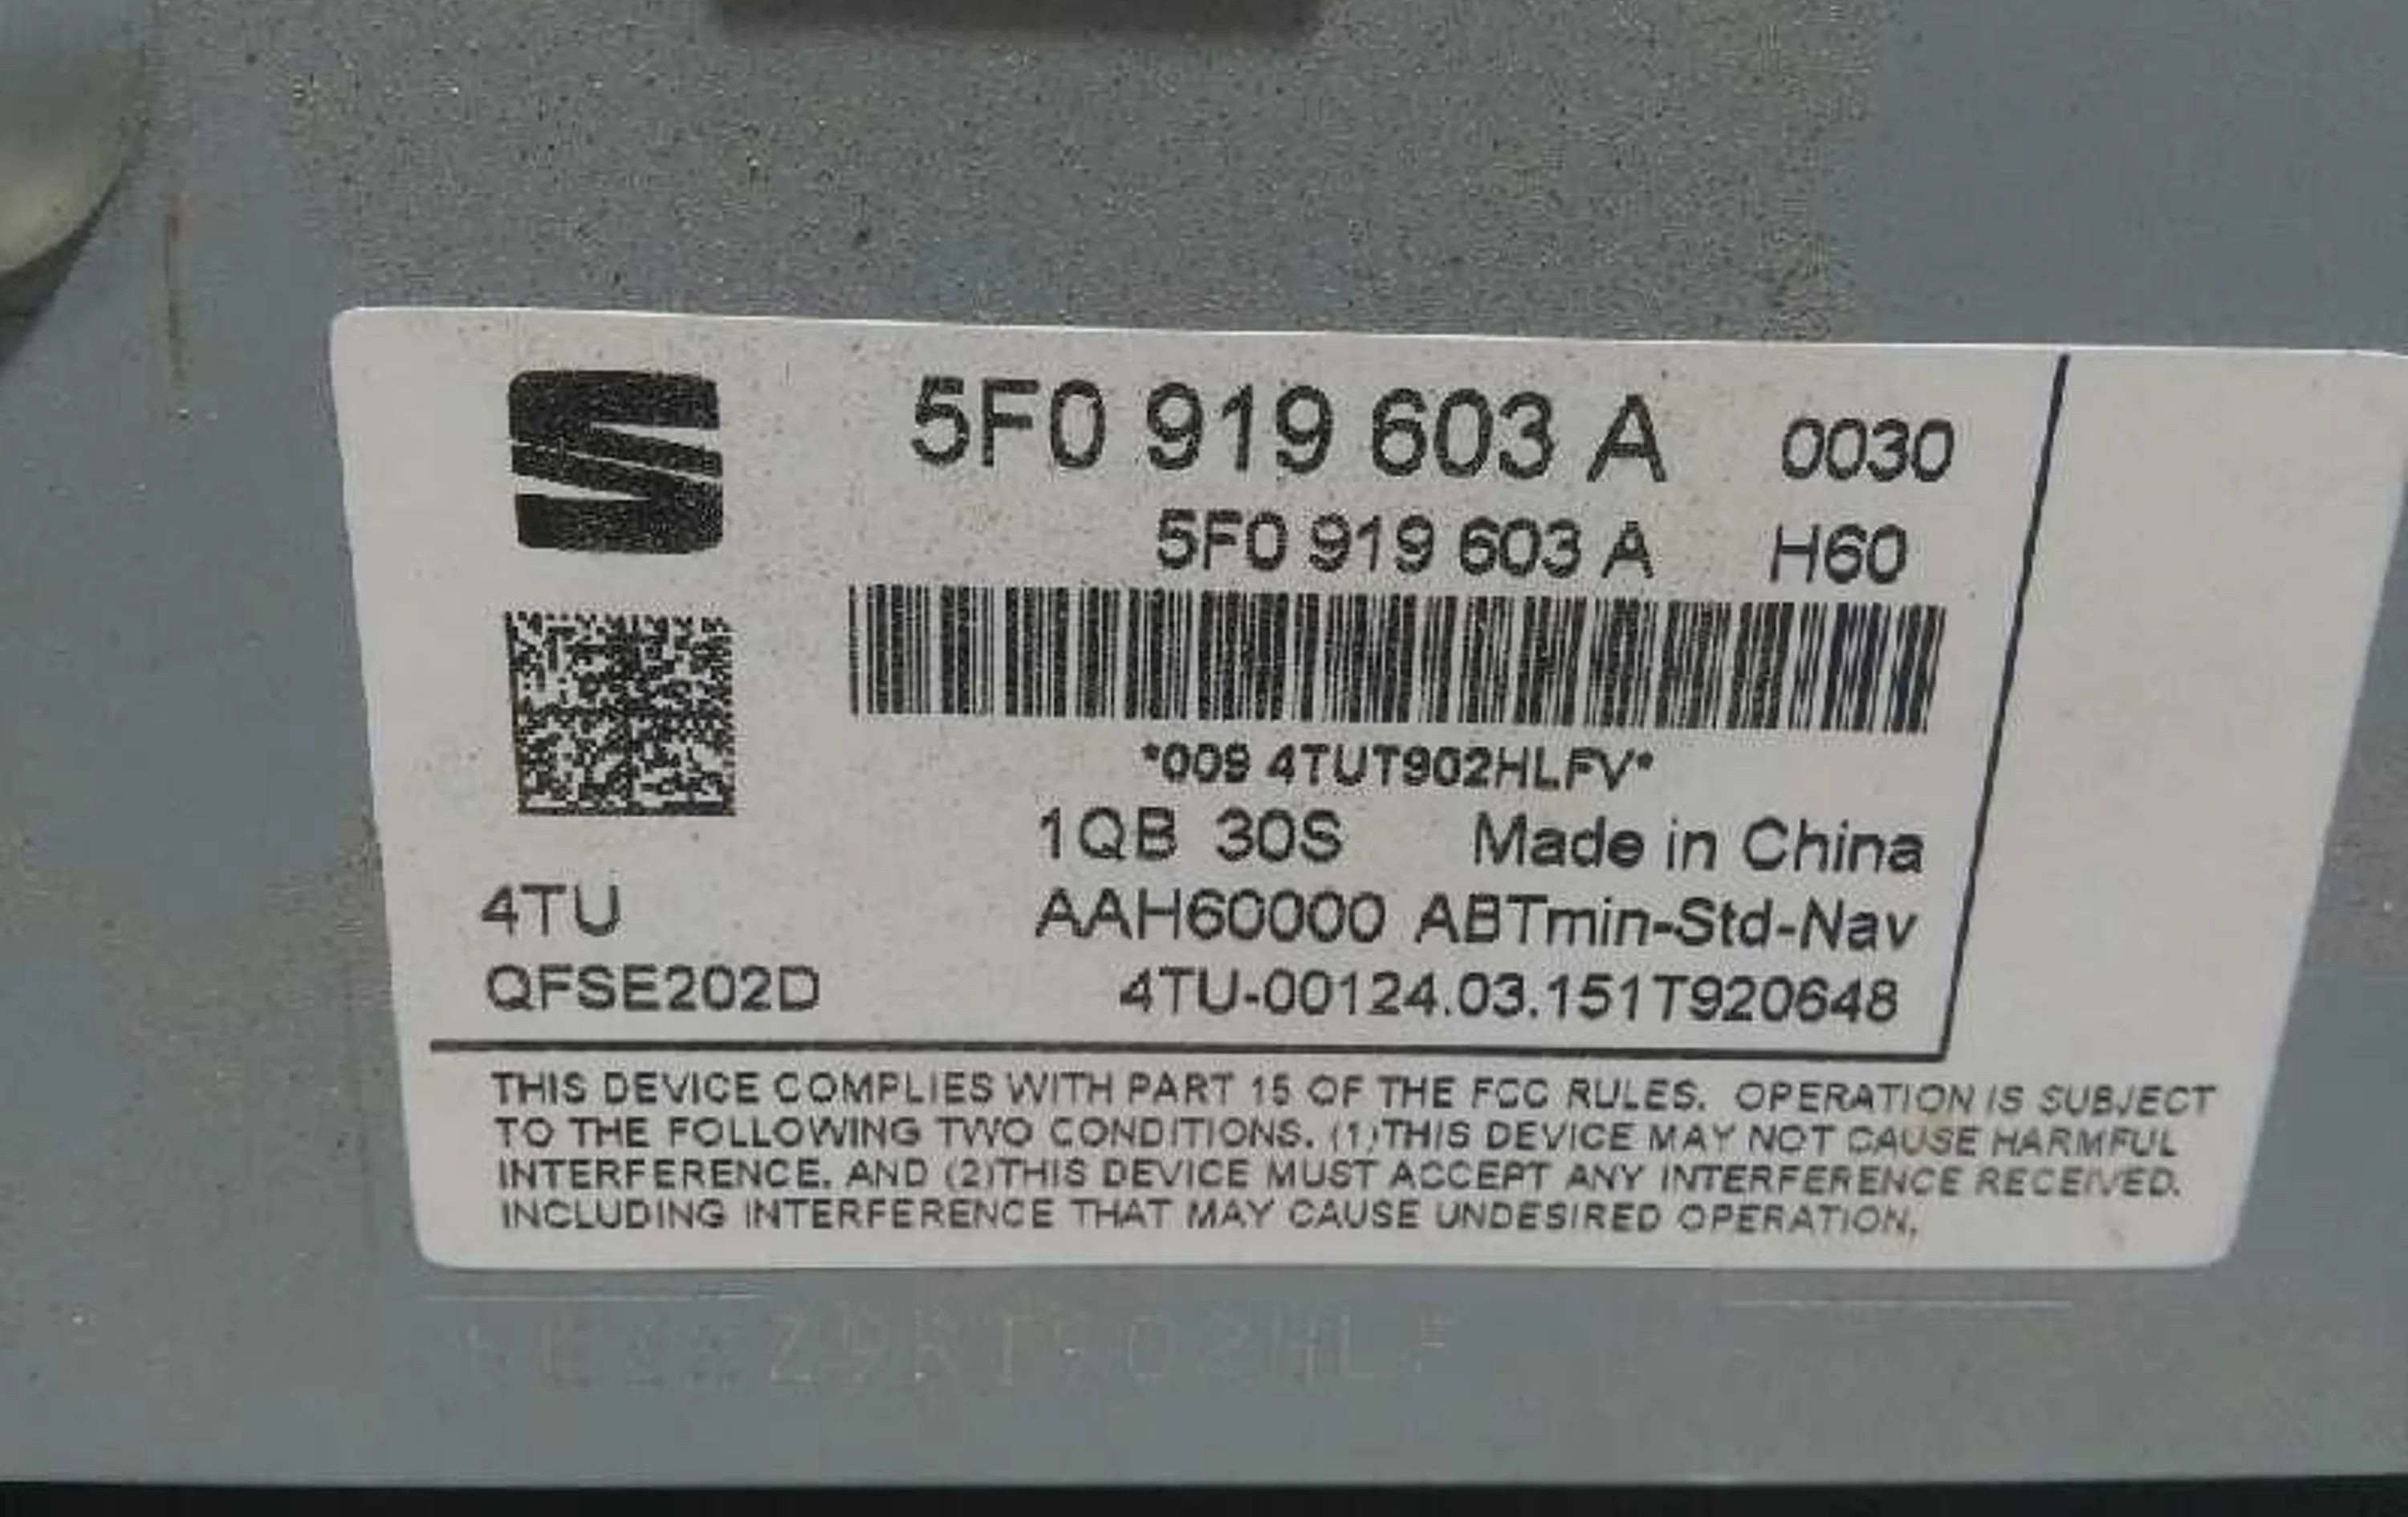 5F0 919 603 A 0030
5F0 919 603 A H60
*009 4TUT902HLFV*
1QB 30S Made in China
4TU AAH60000 ABTmin-Std-Nav
QFSE202D 4TU-00124.03.151T920648
THIS DEVICE COMPLIES WITH PART 15 OF THE FCC RULES. OPERATION IS SUBJECT
TO THE FOLLOWING TWO CONDITIONS. (1)THIS DEVICE MAY NOT CAUSE HARMFUL
INTERFERENCE. AND (2)THIS DEVICE MUST ACCEPT ANY INTERFERENCE RECEIVED.
INCLUDING INTERFERENCE THAT MAY CAUSE UNDESIRED OPERATION.